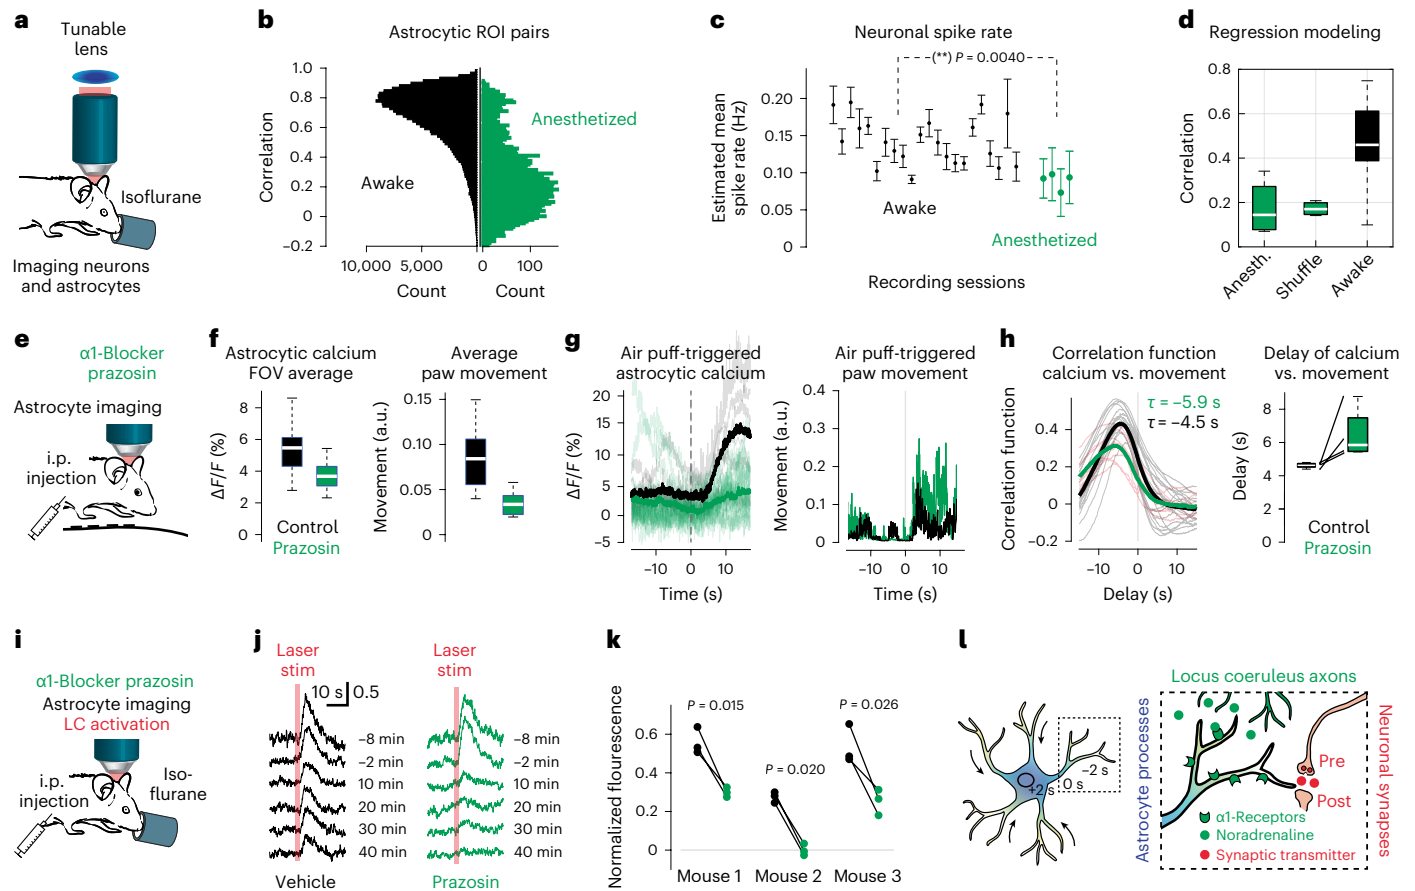 a
Tunable
lens
Isoflurane
Imaging neurons
and astrocytes
b
Astrocytic ROI pairs
Correlation
1.0
0.8
0.6
0.4
0.2
0
−0.2
Awake
Anesthetized
10,000
5,000
0
100
Count
Count
c
Neuronal spike rate
(**) P = 0.0040
Estimated mean
spike rate (Hz)
0.20
0.15
0.10
0.05
0
Awake
Anesthetized
Recording sessions
d
Regression modeling
Correlation
0.8
0.6
0.4
0.2
0
Anesth.
Shuffle
Awake
e
α1-Blocker
prazosin
Astrocyte imaging
i.p.
injection
f
Astrocytic calcium
FOV average
ΔF/F (%)
8
6
4
2
0
Control
Prazosin
Average
paw movement
Movement (a.u.)
0.15
0.10
0.05
0
g
Air puff-triggered
astrocytic calcium
ΔF/F (%)
20
15
10
5
0
−5
−10
0
10
Time (s)
Air puff-triggered
paw movement
Movement (a.u.)
0.4
0.3
0.2
0.1
0
−10
0
10
Time (s)
h
Correlation function
calcium vs. movement
τ = −5.9 s
τ = −4.5 s
Correlation function
0.4
0.2
0
−0.2
−10
0
10
Delay (s)
Delay of calcium
vs. movement
Delay (s)
8
6
4
2
0
Control
Prazosin
i
α1-Blocker prazosin
Astrocyte imaging
LC activation
i.p.
injection
Iso-
flurane
j
Laser
stim
10 s
0.5
−8 min
−2 min
10 min
20 min
30 min
40 min
Vehicle
Laser
stim
−8 min
−2 min
10 min
20 min
30 min
40 min
Prazosin
k
Normalized flourescence
0.6
0.4
0.2
0
P = 0.015
P = 0.020
P = 0.026
Mouse 1
Mouse 2
Mouse 3
l
−2 s
0 s
+2 s
Locus coeruleus axons
Astrocyte processes
Neuronal synapses
Pre
Post
α1-Receptors
Noradrenaline
Synaptic transmitter